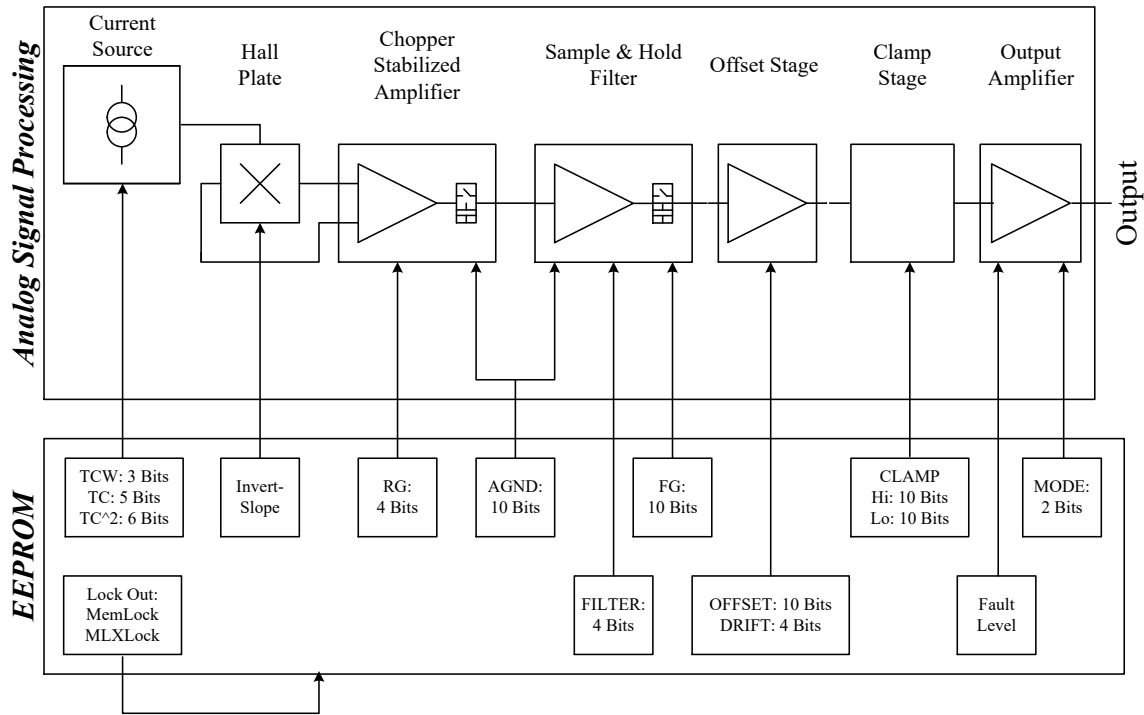 Analog Signal Processing
Current
Source
Hall
Plate
Chopper
Stabilized
Amplifier
Sample & Hold
Filter
Offset Stage
Clamp
Stage
Output
Amplifier
Output
EEPROM
TCW: 3 Bits
TC: 5 Bits
TC^2: 6 Bits
Invert-
Slope
RG:
4 Bits
AGND:
10 Bits
FG:
10 Bits
CLAMP
Hi: 10 Bits
Lo: 10 Bits
MODE:
2 Bits
Lock Out:
MemLock
MLXLock
FILTER:
4 Bits
OFFSET: 10 Bits
DRIFT: 4 Bits
Fault
Level